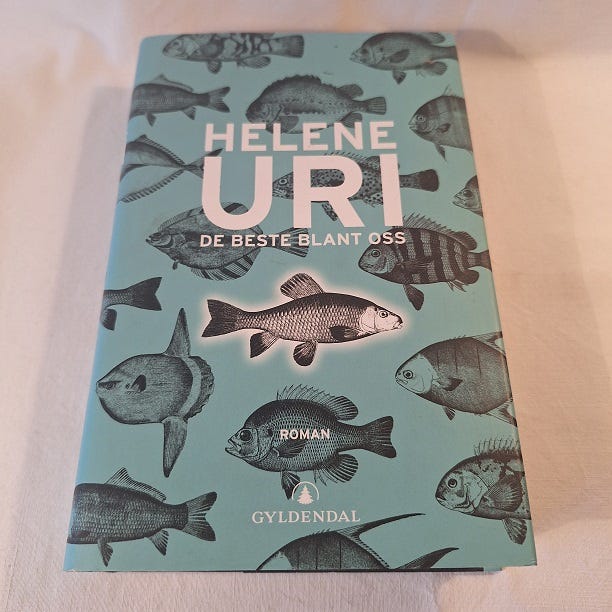 HELENE
URI
DE BESTE BLANT OSS
ROMAN
GYLDENDAL